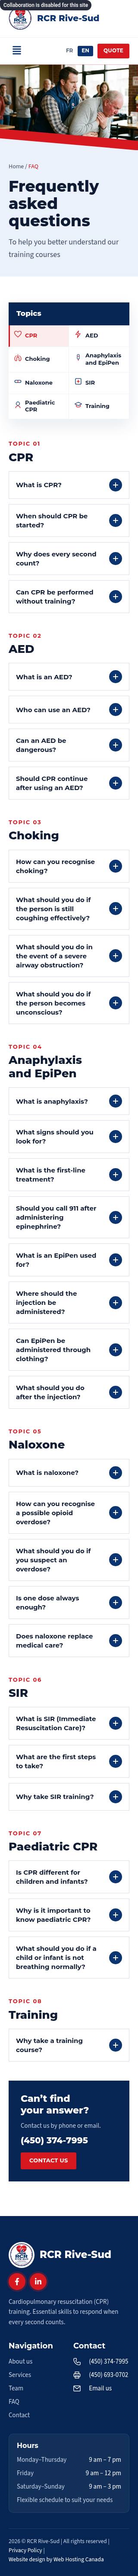 Collaboration is disabled for this site
RCR Rive-Sud
FR EN QUOTE
Home / FAQ
Frequently
asked
questions
To help you better understand our
training courses
Topics
CPR
AED
Choking
Anaphylaxis
and EpiPen
Naloxone
SIR
Paediatric
CPR
Training
TOPIC 01
CPR
What is CPR?
When should CPR be
started?
Why does every second
count?
Can CPR be performed
without training?
TOPIC 02
AED
What is an AED?
Who can use an AED?
Can an AED be
dangerous?
Should CPR continue
after using an AED?
TOPIC 03
Choking
How can you recognise
choking?
What should you do if
the person is still
coughing effectively?
What should you do in
the event of a severe
airway obstruction?
What should you do if
the person becomes
unconscious?
TOPIC 04
Anaphylaxis
and EpiPen
What is anaphylaxis?
What signs should you
look for?
What is the first-line
treatment?
Should you call 911 after
administering
epinephrine?
What is an EpiPen used
for?
Where should the
injection be
administered?
Can EpiPen be
administered through
clothing?
What should you do
after the injection?
TOPIC 05
Naloxone
What is naloxone?
How can you recognise
a possible opioid
overdose?
What should you do if
you suspect an
overdose?
Is one dose always
enough?
Does naloxone replace
medical care?
TOPIC 06
SIR
What is SIR (Immediate
Resuscitation Care)?
What are the first steps
to take?
Why take SIR training?
TOPIC 07
Paediatric CPR
Is CPR different for
children and infants?
Why is it important to
know paediatric CPR?
What should you do if a
child or infant is not
breathing normally?
TOPIC 08
Training
Why take a training
course?
Can’t find
your answer?
Contact us by phone or email.
(450) 374-7995
CONTACT US
RCR Rive-Sud
Cardiopulmonary resuscitation (CPR)
training. Essential skills to respond when
every second counts.
Navigation
About us
Services
Team
FAQ
Contact
Contact
(450) 374-7995
(450) 693-0702
Email us
Hours
Monday–Thursday 9 am – 7 pm
Friday 9 am – 12 pm
Saturday–Sunday 9 am – 3 pm
Flexible schedule to suit your needs
2026 © RCR Rive-Sud | All rights reserved |
Privacy Policy |
Website design by Web Hosting Canada